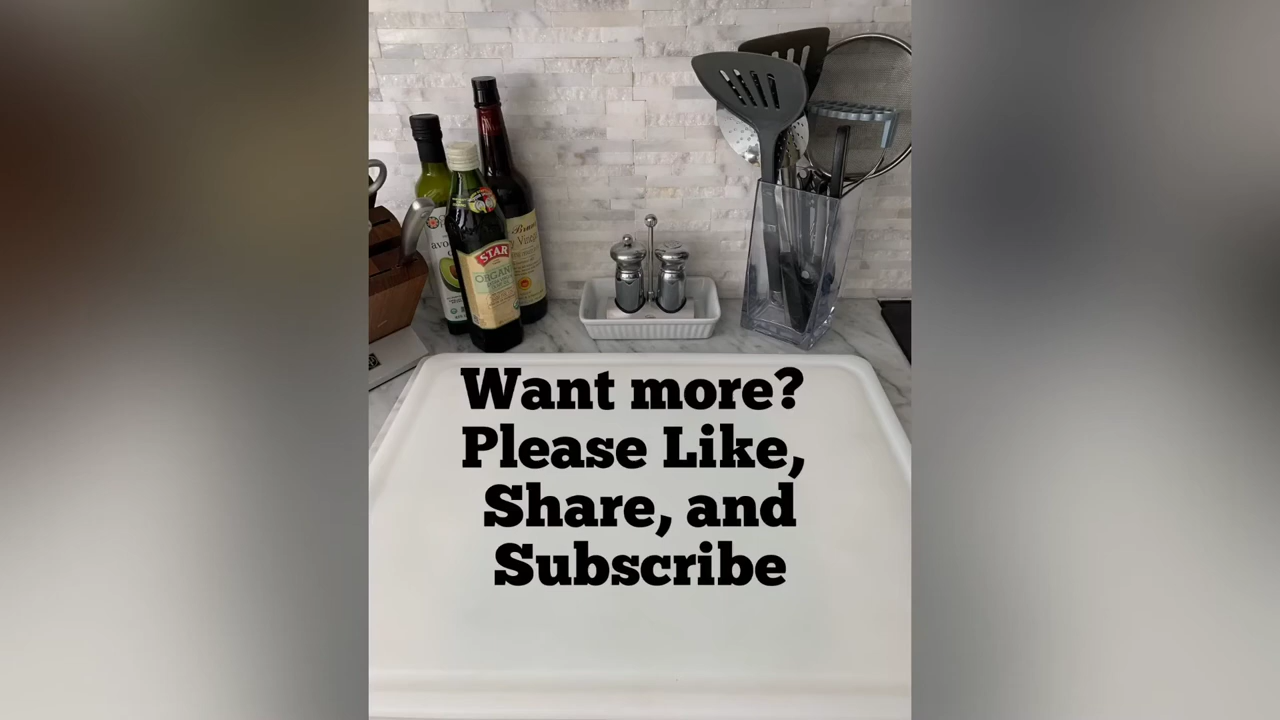 Want more?
Please Like,
Share, and
Subscribe
STAR
ORGANIC